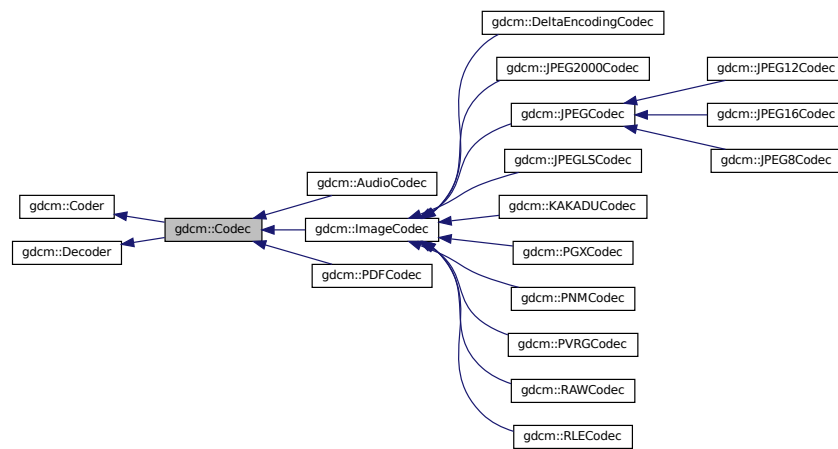 gdcm::DeltaEncodingCodec
gdcm::JPEG2000Codec
gdcm::JPEG12Codec
gdcm::JPEGCodec
gdcm::JPEG16Codec
gdcm::JPEGLSCodec
gdcm::JPEG8Codec
gdcm::AudioCodec
gdcm::Coder
gdcm::KAKADUCodec
gdcm::Codec
gdcm::ImageCodec
gdcm::Decoder
gdcm::PGXCodec
gdcm::PDFCodec
gdcm::PNMCodec
gdcm::PVRGCodec
gdcm::RAWCodec
gdcm::RLECodec